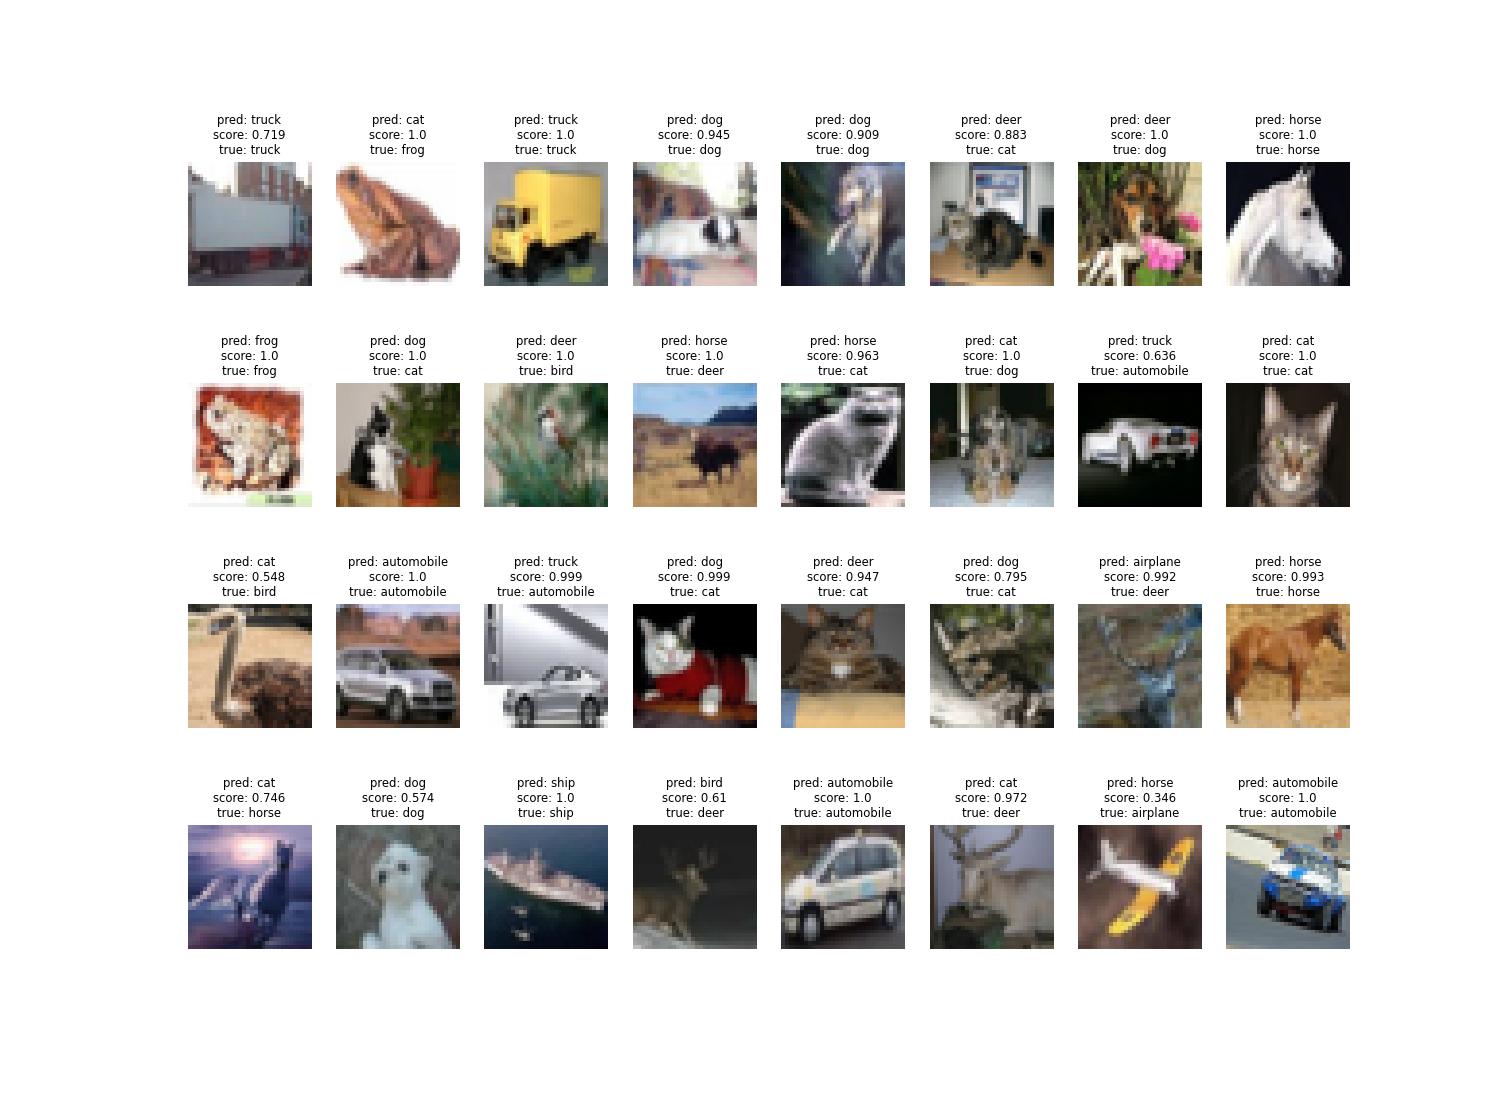 pred: truck
score: 0.719
true: truck
pred: cat
score: 1.0
true: frog
pred: truck
score: 1.0
true: truck
pred: dog
score: 0.945
true: dog
pred: dog
score: 0.909
true: dog
pred: deer
score: 0.883
true: cat
pred: deer
score: 1.0
true: dog
pred: horse
score: 1.0
true: horse
pred: frog
score: 1.0
true: frog
pred: dog
score: 1.0
true: cat
pred: deer
score: 1.0
true: bird
pred: horse
score: 1.0
true: deer
pred: horse
score: 0.963
true: cat
pred: cat
score: 1.0
true: dog
pred: truck
score: 0.636
true: automobile
pred: cat
score: 1.0
true: cat
pred: cat
score: 0.548
true: bird
pred: automobile
score: 1.0
true: automobile
pred: truck
score: 0.999
true: automobile
pred: dog
score: 0.999
true: cat
pred: deer
score: 0.947
true: cat
pred: dog
score: 0.795
true: cat
pred: airplane
score: 0.992
true: deer
pred: horse
score: 0.993
true: horse
pred: cat
score: 0.746
true: horse
pred: dog
score: 0.574
true: dog
pred: ship
score: 1.0
true: ship
pred: bird
score: 0.61
true: deer
pred: automobile
score: 1.0
true: automobile
pred: cat
score: 0.972
true: deer
pred: horse
score: 0.346
true: airplane
pred: automobile
score: 1.0
true: automobile